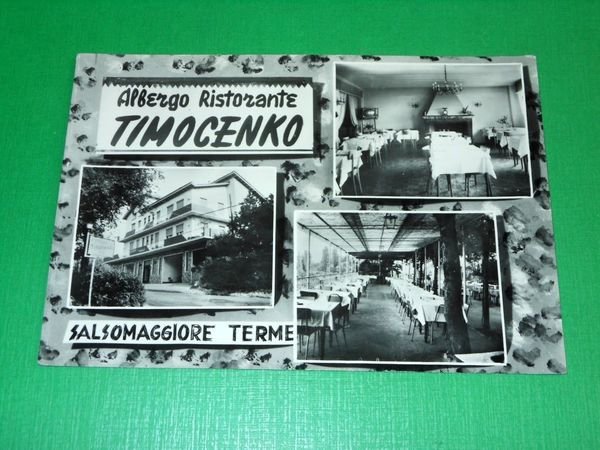 Albergo Ristorante
TIMOCENKO
SALSOMAGGIORE TERME